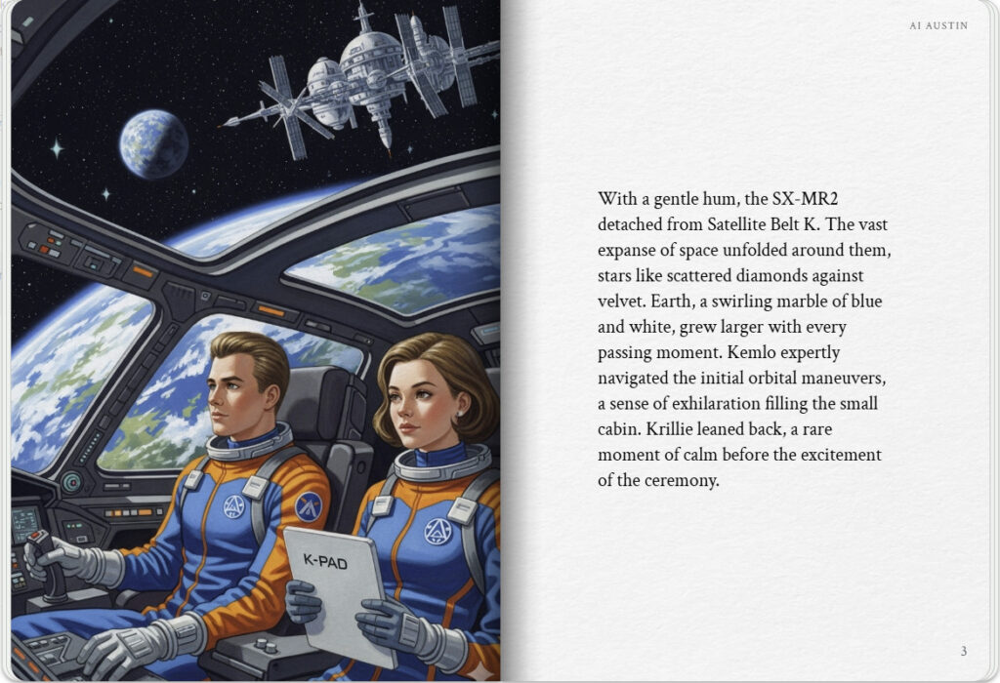 K-PAD
AI AUSTIN
With a gentle hum, the SX-MR2
detached from Satellite Belt K. The vast
expanse of space unfolded around them,
stars like scattered diamonds against
velvet. Earth, a swirling marble of blue
and white, grew larger with every
passing moment. Kemlo expertly
navigated the initial orbital maneuvers,
a sense of exhilaration filling the small
cabin. Krillie leaned back, a rare
moment of calm before the excitement
of the ceremony.
3